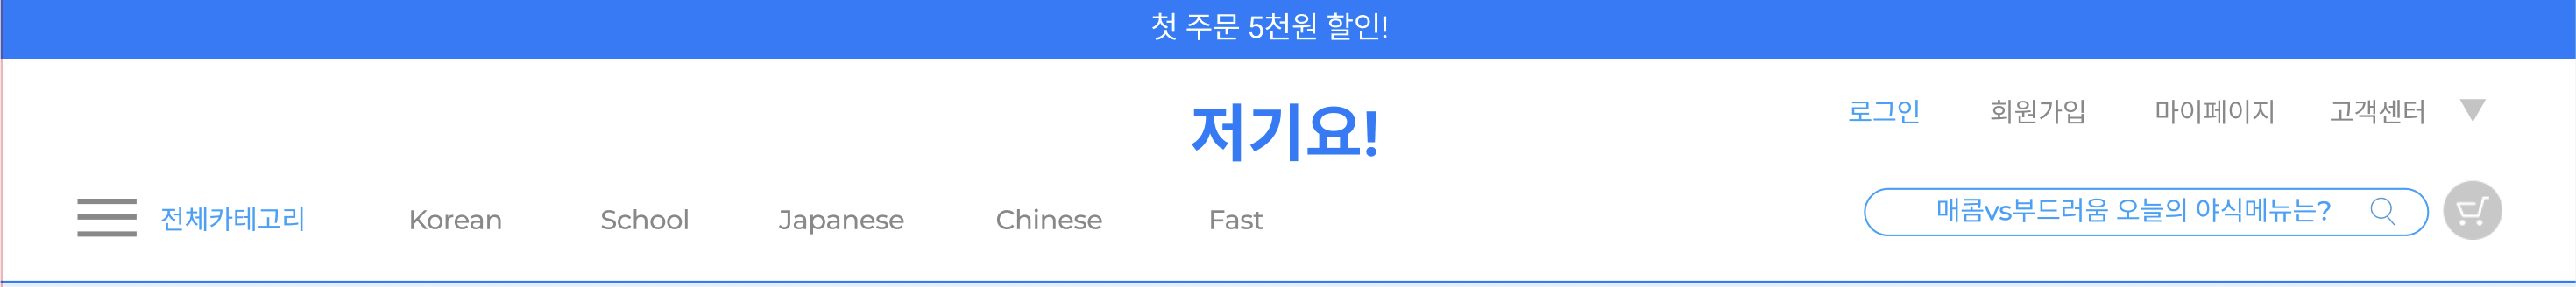 첫 주문 5천원 할인!
저기요!
로그인 회원가입 마이페이지 고객센터 ▼
전체카테고리 Korean School Japanese Chinese Fast 매콤vs부드러움 오늘의 야식메뉴는?